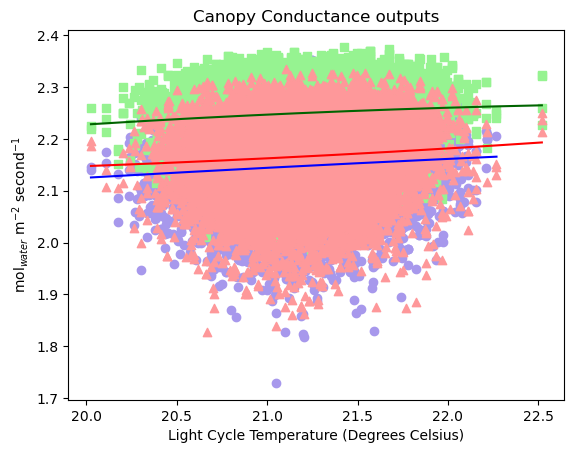 Canopy Conductance outputs
2.4
2.3
2.2
2.1
2.0
1.9
1.8
1.7
mol_water m⁻² second⁻¹
20.0 20.5 21.0 21.5 22.0 22.5
Light Cycle Temperature (Degrees Celsius)